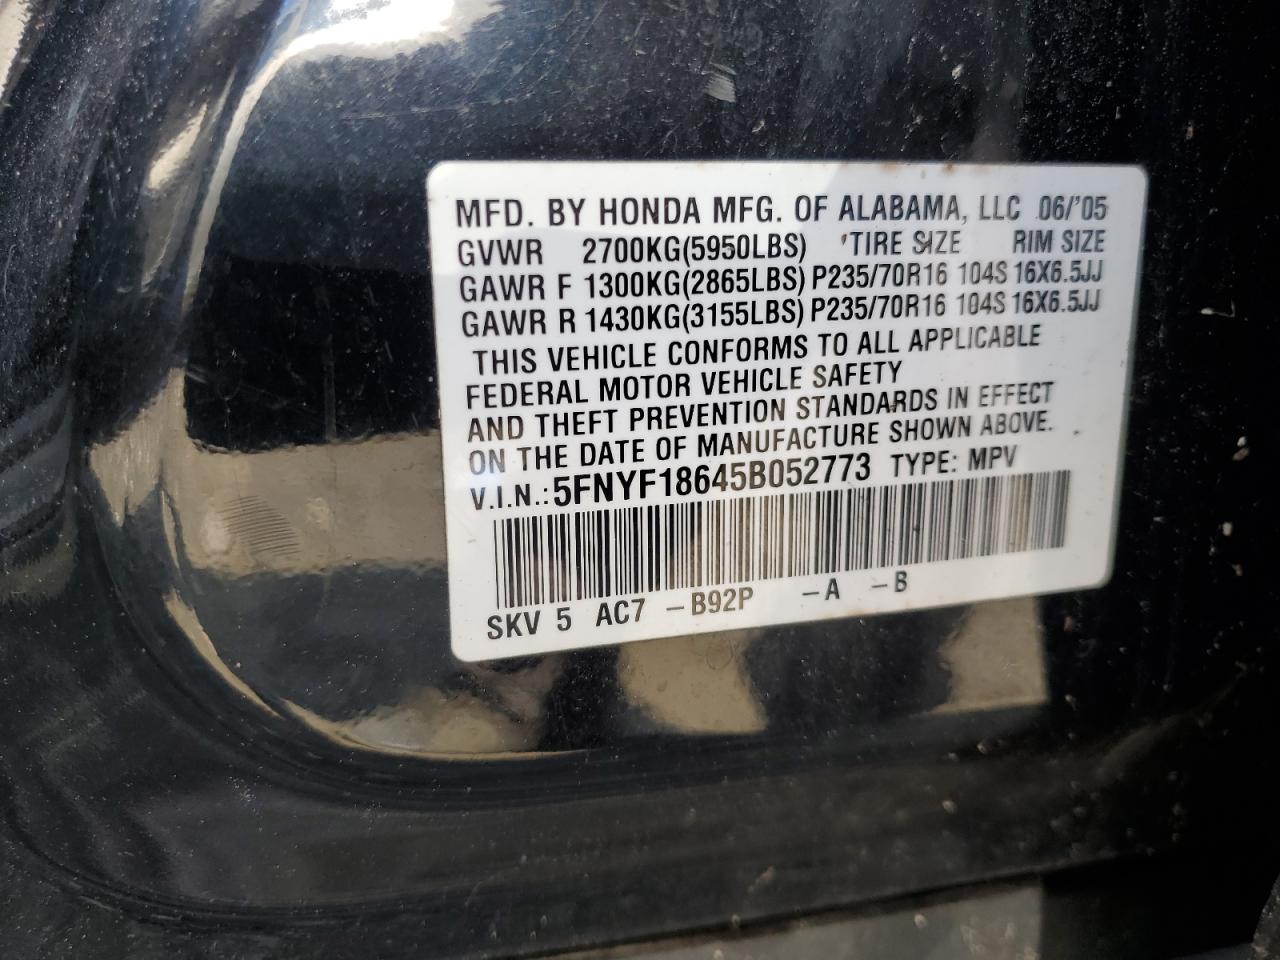 MFD. BY HONDA MFG. OF ALABAMA, LLC 06/'05
GVWR 2700KG(5950LBS) TIRE SIZE RIM SIZE
GAWR F 1300KG(2865LBS) P235/70R16 104S 16X6.5JJ
GAWR R 1430KG(3155LBS) P235/70R16 104S 16X6.5JJ
THIS VEHICLE CONFORMS TO ALL APPLICABLE
FEDERAL MOTOR VEHICLE SAFETY
AND THEFT PREVENTION STANDARDS IN EFFECT
ON THE DATE OF MANUFACTURE SHOWN ABOVE.
V.I.N.: 5FNYF18645B052773 TYPE: MPV
SKV 5 AC7 -B92P -A -B